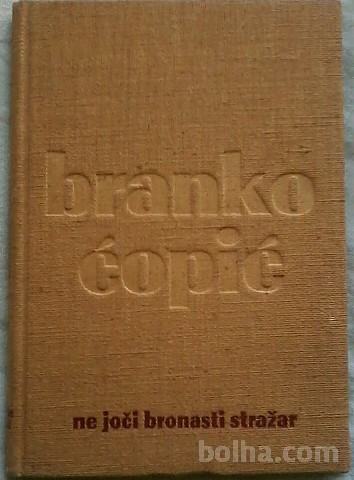 branko
ćopić
ne joči bronasti stražar
bolha.com